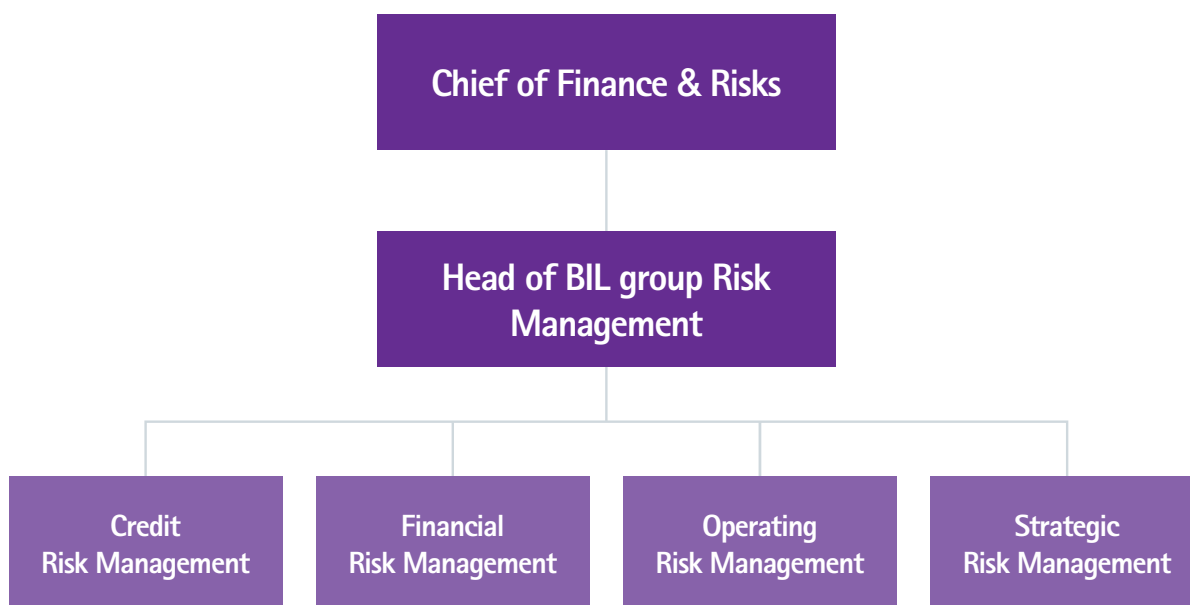 Chief of Finance & Risks
Head of BIL group Risk
Management
Credit
Risk Management
Financial
Risk Management
Operating
Risk Management
Strategic
Risk Management